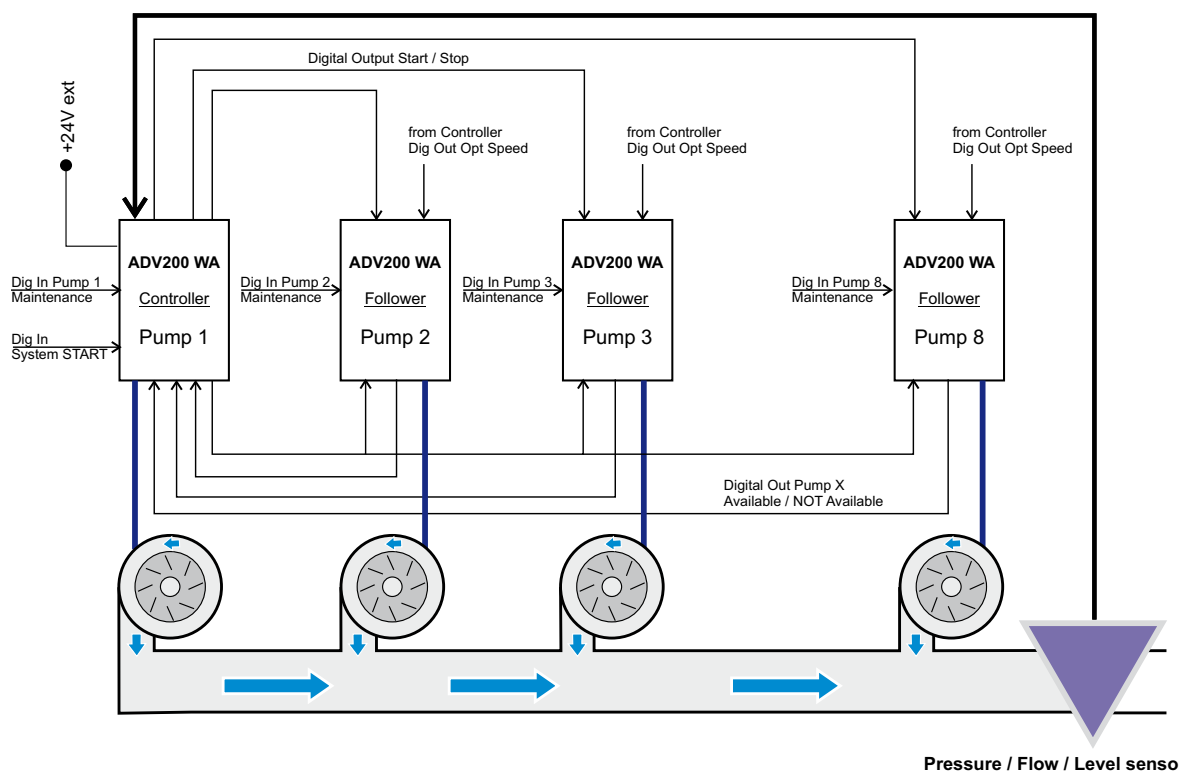 Digital Output Start / Stop
+24V ext
from Controller
Dig Out Opt Speed
from Controller
Dig Out Opt Speed
from Controller
Dig Out Opt Speed
ADV200 WA
Controller
Pump 1
ADV200 WA
Follower
Pump 2
ADV200 WA
Follower
Pump 3
ADV200 WA
Follower
Pump 8
Dig In Pump 1
Maintenance
Dig In Pump 2
Maintenance
Dig In Pump 3
Maintenance
Dig In Pump 8
Maintenance
Dig In
System START
Digital Out Pump X
Available / NOT Available
Pressure / Flow / Level senso